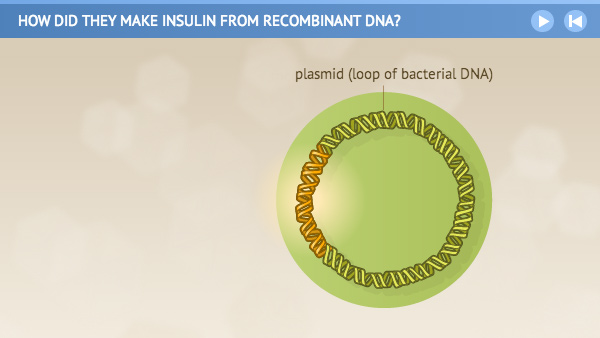 HOW DID THEY MAKE INSULIN FROM RECOMBINANT DNA?
plasmid (loop of bacterial DNA)